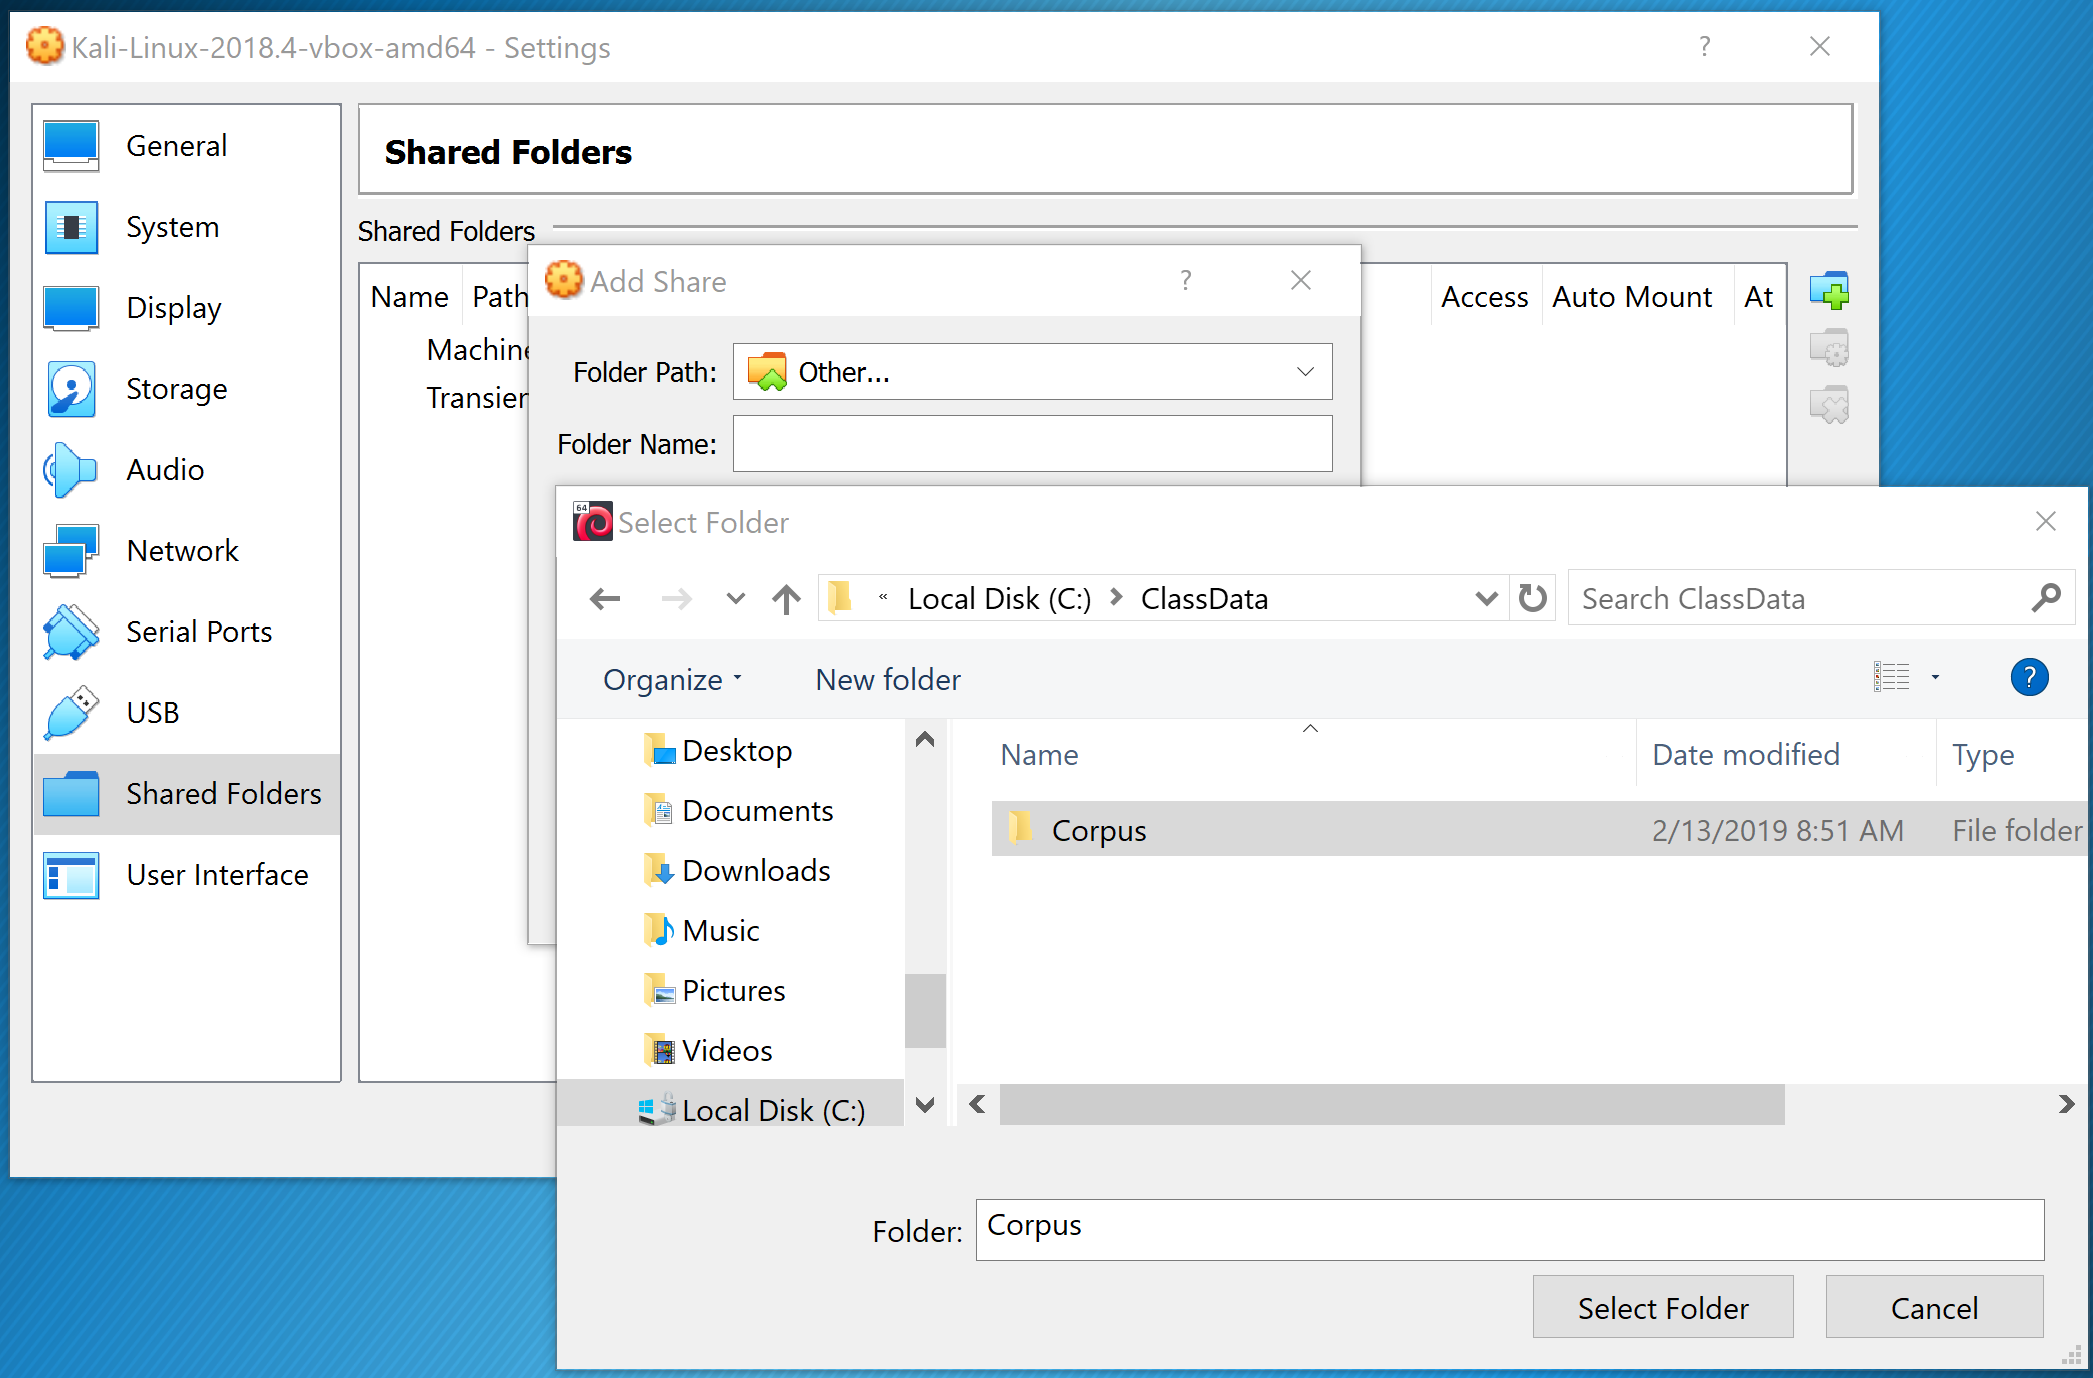 Kali-Linux-2018.4-vbox-amd64 - Settings
?
General
System
Display
Storage
Audio
Network
Serial Ports
USB
Shared Folders
User Interface
Shared Folders
Shared Folders
Name Path Access Auto Mount At
Machine
Transien
Add Share
?
Folder Path: Other...
Folder Name:
64
Select Folder
« Local Disk (C:) > ClassData
Search ClassData
Organize New folder
?
Desktop
Documents
Downloads
Music
Pictures
Videos
Local Disk (C:)
Name Date modified Type
Corpus 2/13/2019 8:51 AM File folder
Folder: Corpus
Select Folder Cancel